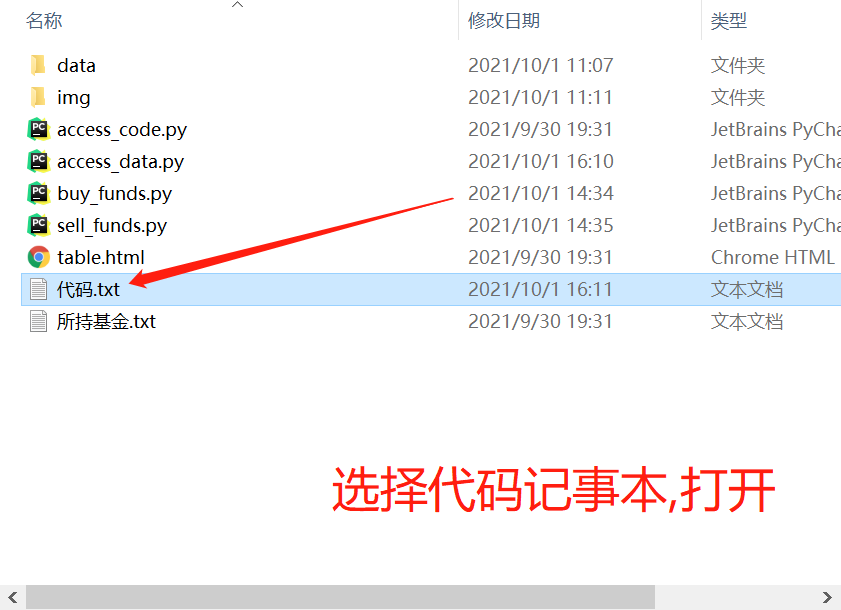 名称 修改日期 类型
data 2021/10/1 11:07 文件夹
img 2021/10/1 11:11 文件夹
access_code.py 2021/9/30 19:31 JetBrains PyCha
access_data.py 2021/10/1 16:10 JetBrains PyCha
buy_funds.py 2021/10/1 14:34 JetBrains PyCha
sell_funds.py 2021/10/1 14:35 JetBrains PyCha
table.html 2021/9/30 19:31 Chrome HTML
代码.txt 2021/10/1 16:11 文本文档
所持基金.txt 2021/9/30 19:31 文本文档
选择代码记事本,打开